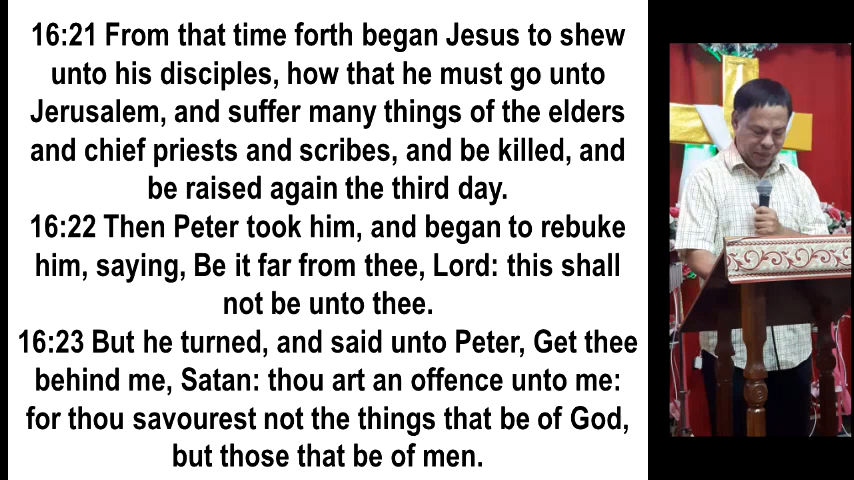 16:21 From that time forth began Jesus to shew
unto his disciples, how that he must go unto
Jerusalem, and suffer many things of the elders
and chief priests and scribes, and be killed, and
be raised again the third day.
16:22 Then Peter took him, and began to rebuke
him, saying, Be it far from thee, Lord: this shall
not be unto thee.
16:23 But he turned, and said unto Peter, Get thee
behind me, Satan: thou art an offence unto me:
for thou savourest not the things that be of God,
but those that be of men.